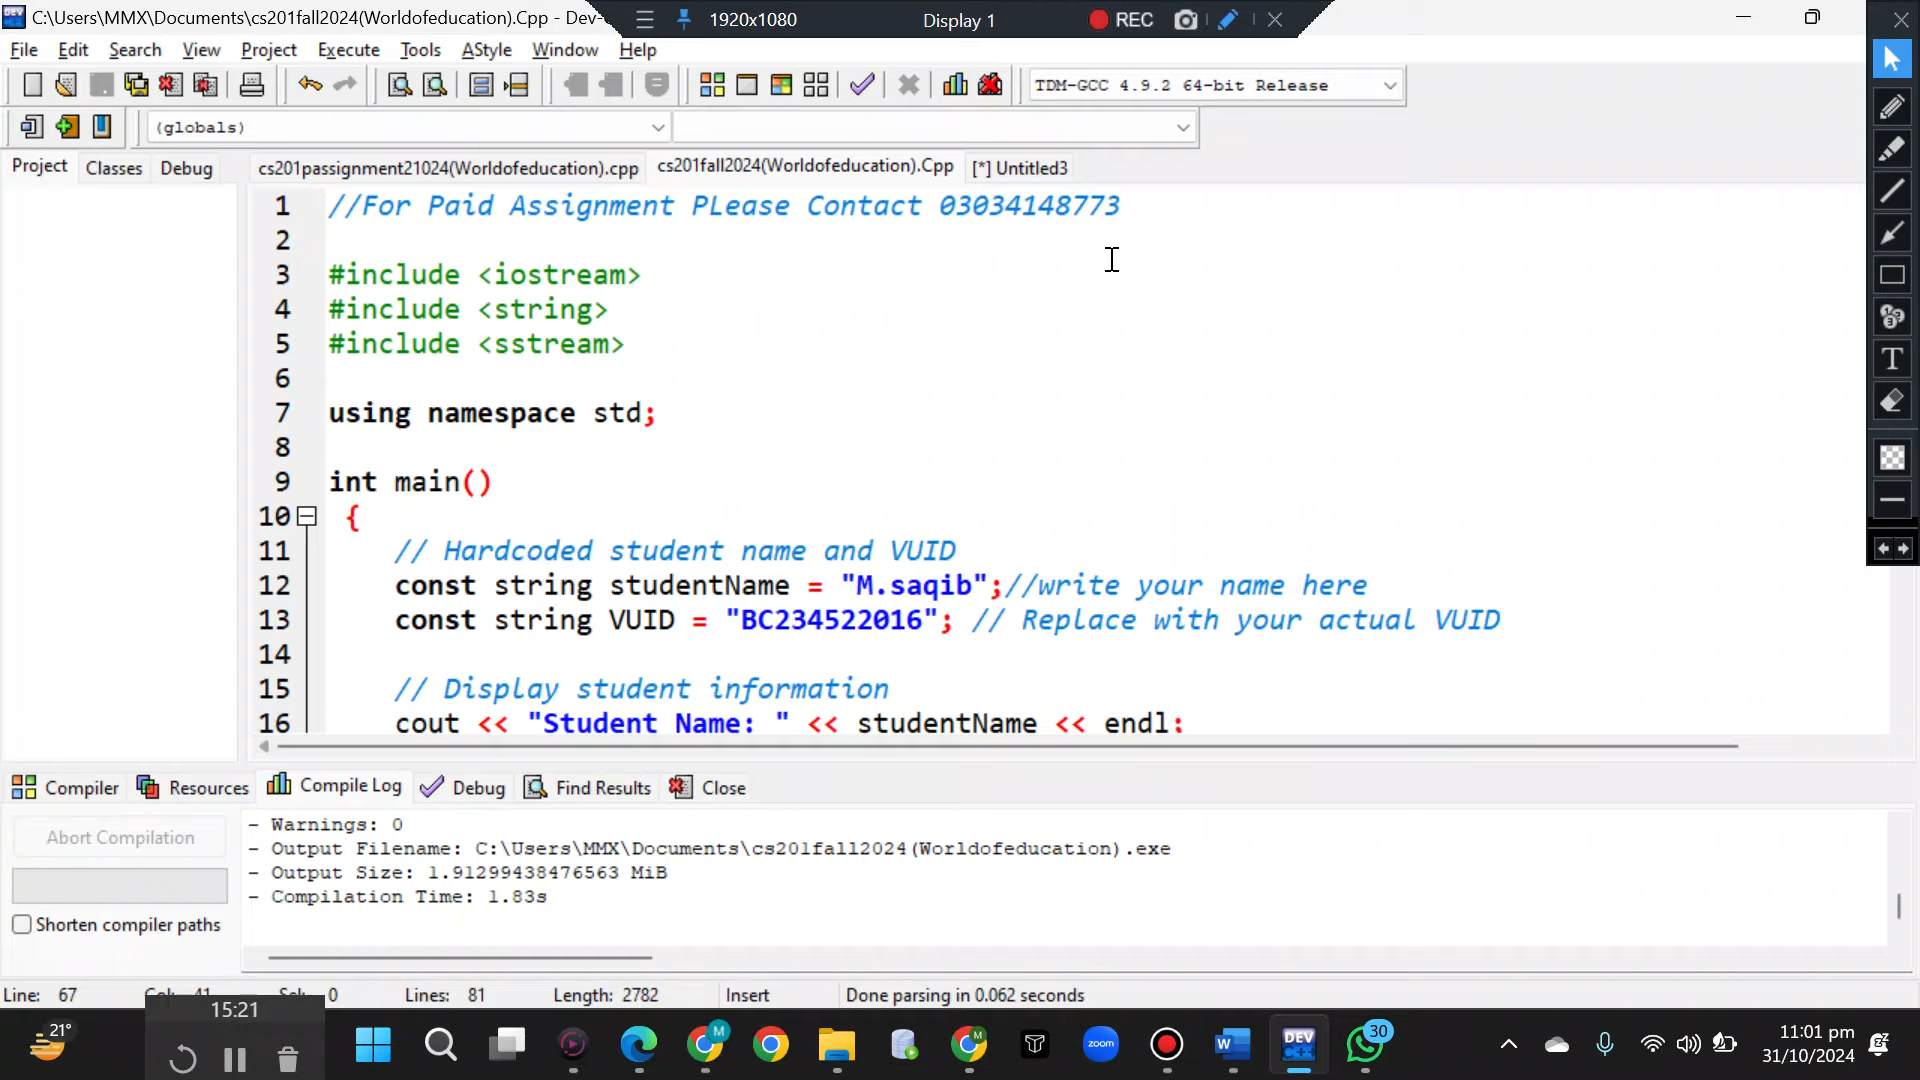 C:\Users\MMX\Documents\cs201fall2024(Worldofeducation).Cpp - Dev-
1920x1080
Display 1
REC
File Edit Search View Project Execute Tools AStyle Window Help
TDM-GCC 4.9.2 64-bit Release
(globals)
Project Classes Debug
cs201passignment21024(Worldofeducation).cpp cs201fall2024(Worldofeducation).Cpp [*] Untitled3
1 //For Paid Assignment PLease Contact 03034148773
2
3 #include <iostream>
4 #include <string>
5 #include <sstream>
6
7 using namespace std;
8
9 int main()
10 {
11 // Hardcoded student name and VUID
12 const string studentName = "M.saqib";//write your name here
13 const string VUID = "BC234522016"; // Replace with your actual VUID
14
15 // Display student information
16 cout << "Student Name: " << studentName << endl;
Compiler Resources Compile Log Debug Find Results Close
Abort Compilation
Shorten compiler paths
- Warnings: 0
- Output Filename: C:\Users\MMX\Documents\cs201fall2024(Worldofeducation).exe
- Output Size: 1.91299438476563 MiB
- Compilation Time: 1.83s
Line: 67 Col: 41 Sel: 0 Lines: 81 Length: 2782 Insert Done parsing in 0.062 seconds
15:21
21°
M
zoom
W
DEV
C++
30
11:01 pm
31/10/2024